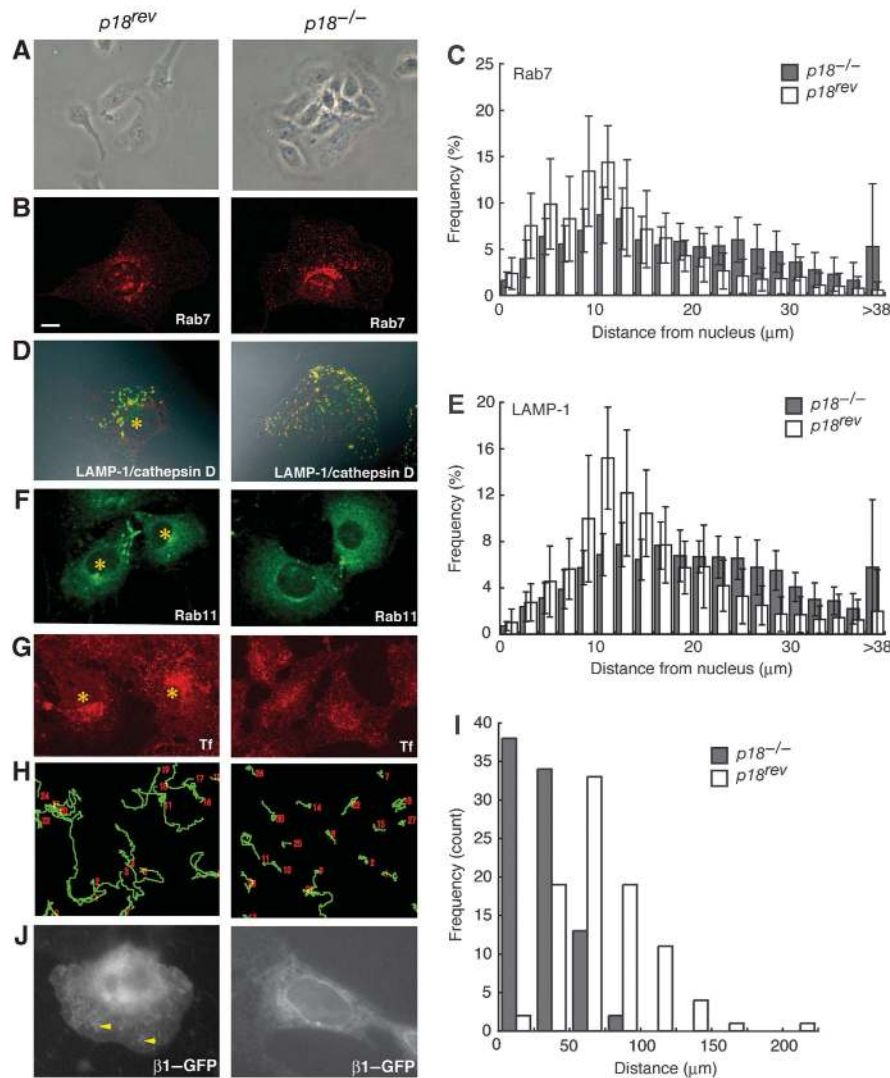 p18rev
p18−/−
A
B
Rab7
Rab7
C
Rab7
p18−/−
p18rev
Frequency (%)
25
20
15
10
5
0
0
10
20
30
>38
Distance from nucleus (μm)
D
LAMP-1/cathepsin D
LAMP-1/cathepsin D
E
LAMP-1
p18−/−
p18rev
Frequency (%)
20
16
12
8
4
0
0
10
20
30
>38
Distance from nucleus (μm)
F
*
*
Rab11
Rab11
G
*
*
Tf
Tf
H
I
p18−/−
p18rev
Frequency (count)
40
35
30
25
20
15
10
5
0
0
50
100
150
200
Distance (μm)
J
β1–GFP
β1–GFP